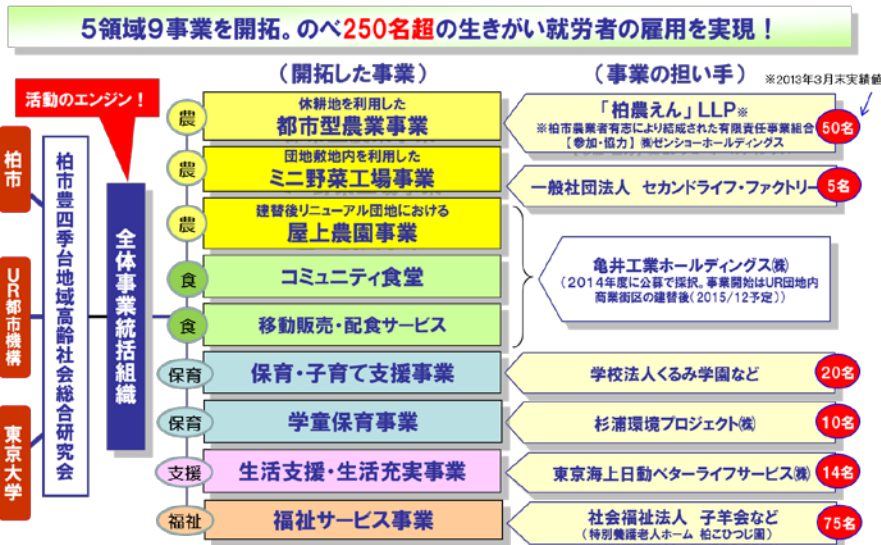 5領域9事業を開拓。のべ250名超の生きがい就労者の雇用を実現！
（開拓した事業）
（事業の担い手）
※2013年3月末実績値
活動のエンジン！
柏市
UR都市機構
東京大学
柏市豊四季台地域高齢社会総合研究会
全体事業統括組織
農
休耕地を利用した
都市型農業事業
「柏農えん」LLP※
※柏市農業者有志により結成された有限責任事業組合
【参加・協力】 ㈱ゼンショーホールディングス
50名
農
団地敷地内を利用した
ミニ野菜工場事業
一般社団法人 セカンドライフ・ファクトリー
5名
農
建替後リニューアル団地における
屋上農園事業
食
コミュニティ食堂
食
移動販売・配食サービス
亀井工業ホールディングス㈱
（2014年度に公募で採択。事業開始はUR団地内
商業街区の建替後（2015/12予定））
保育
保育・子育て支援事業
学校法人くるみ学園など
20名
保育
学童保育事業
杉浦環境プロジェクト㈱
10名
支援
生活支援・生活充実事業
東京海上日動ベターライフサービス㈱
14名
福祉
福祉サービス事業
社会福祉法人 子羊会など
（特別養護老人ホーム 柏こひつじ園）
75名